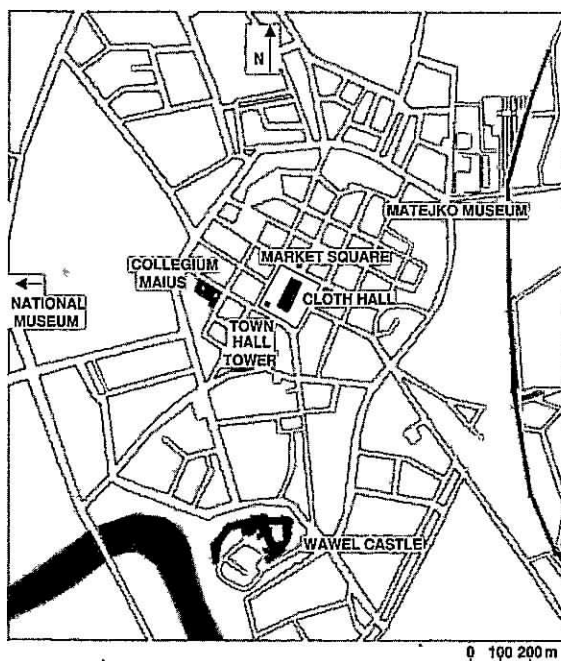 N
MATEJKO MUSEUM
MARKET SQUARE
COLLEGIUM
MAIUS
CLOTH HALL
NATIONAL
MUSEUM
TOWN
HALL
TOWER
WAWEL CASTLE
0 100 200 m